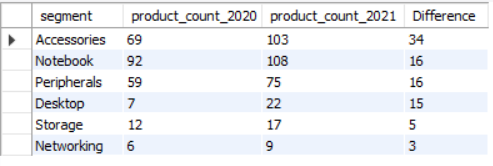 segment product_count_2020 product_count_2021 Difference
Accessories 69 103 34
Notebook 92 108 16
Peripherals 59 75 16
Desktop 7 22 15
Storage 12 17 5
Networking 6 9 3